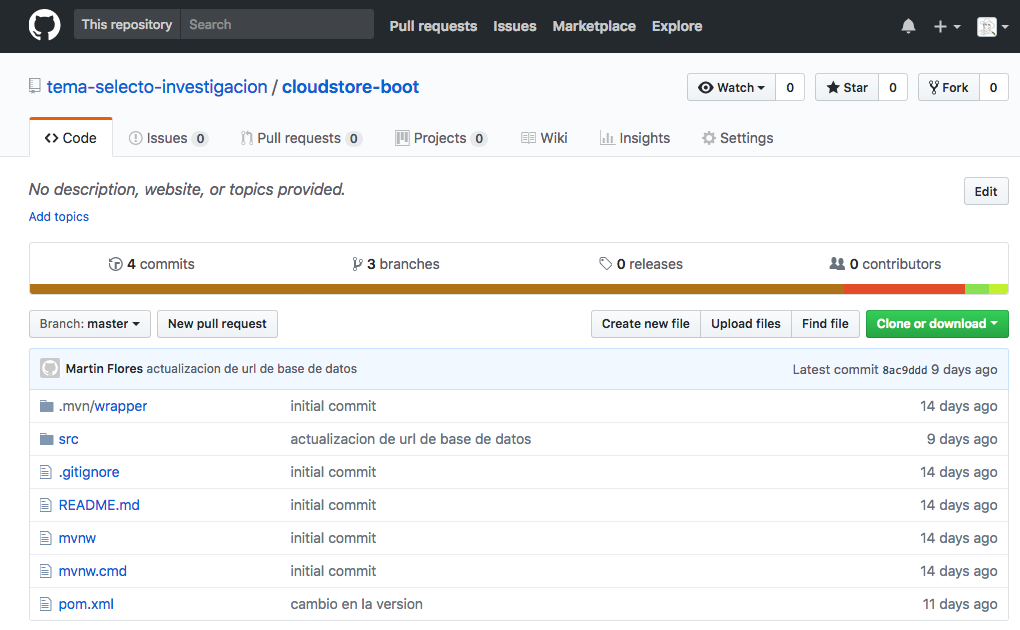 This repository Search Pull requests Issues Marketplace Explore
tema-selecto-investigacion / cloudstore-boot Watch 0 Star 0 Fork 0
Code Issues 0 Pull requests 0 Projects 0 Wiki Insights Settings
No description, website, or topics provided. Edit
Add topics
4 commits 3 branches 0 releases 0 contributors
Branch: master New pull request Create new file Upload files Find file Clone or download
Martin Flores actualizacion de url de base de datos Latest commit 8ac9ddd 9 days ago
.mvn/wrapper initial commit 14 days ago
src actualizacion de url de base de datos 9 days ago
.gitignore initial commit 14 days ago
README.md initial commit 14 days ago
mvnw initial commit 14 days ago
mvnw.cmd initial commit 14 days ago
pom.xml cambio en la version 11 days ago